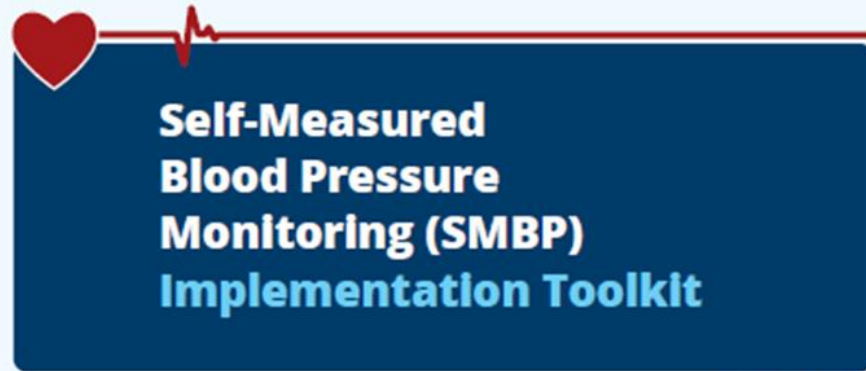 Self-Measured
Blood Pressure
Monitoring (SMBP)
Implementation Toolkit